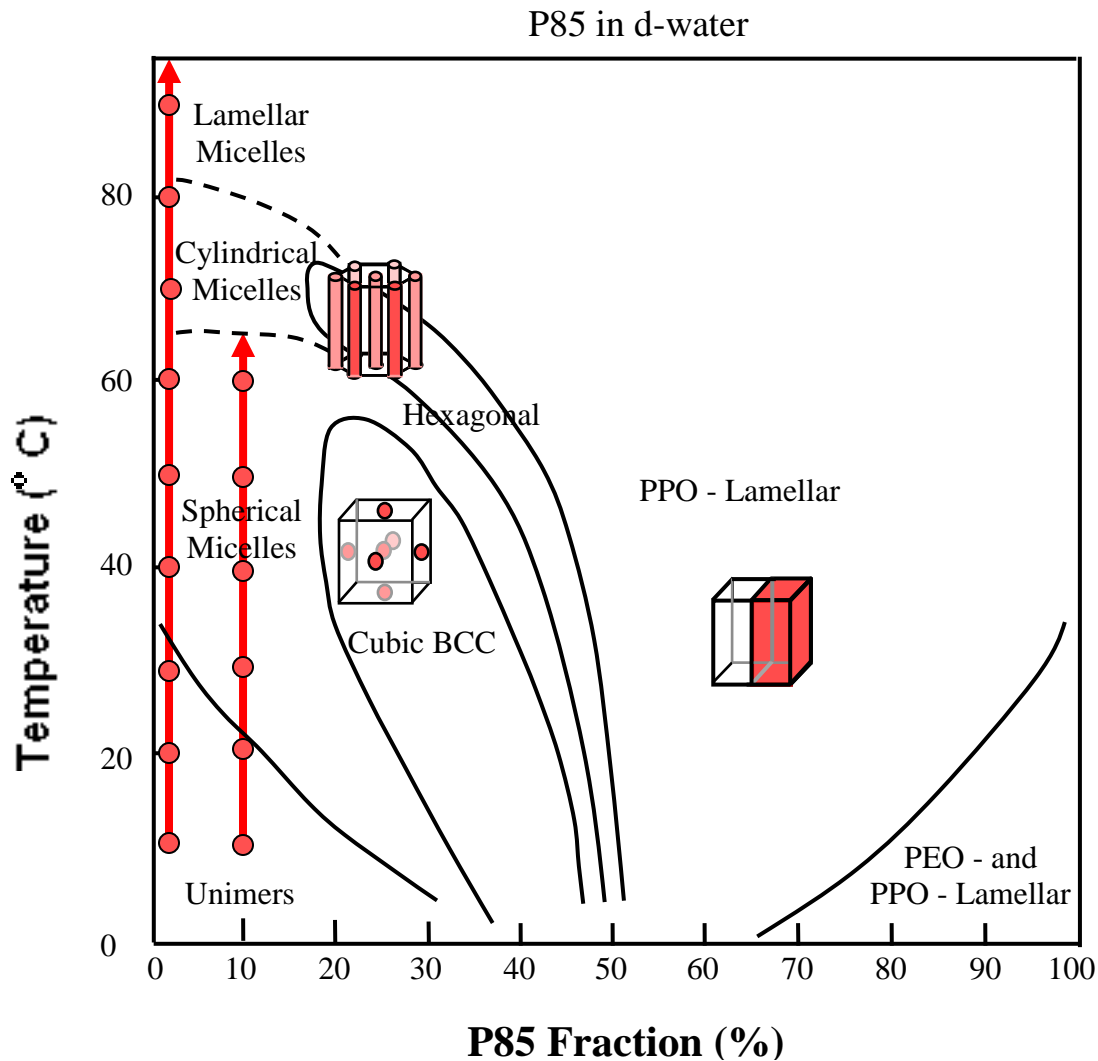 P85 in d-water
Lamellar
Micelles
Cylindrical
Micelles
Hexagonal
Spherical
Micelles
Cubic BCC
PPO - Lamellar
Unimers
PEO - and
PPO - Lamellar
80
60
40
20
0
0 10 20 30 40 50 60 70 80 90 100
Temperature (° C)
P85 Fraction (%)